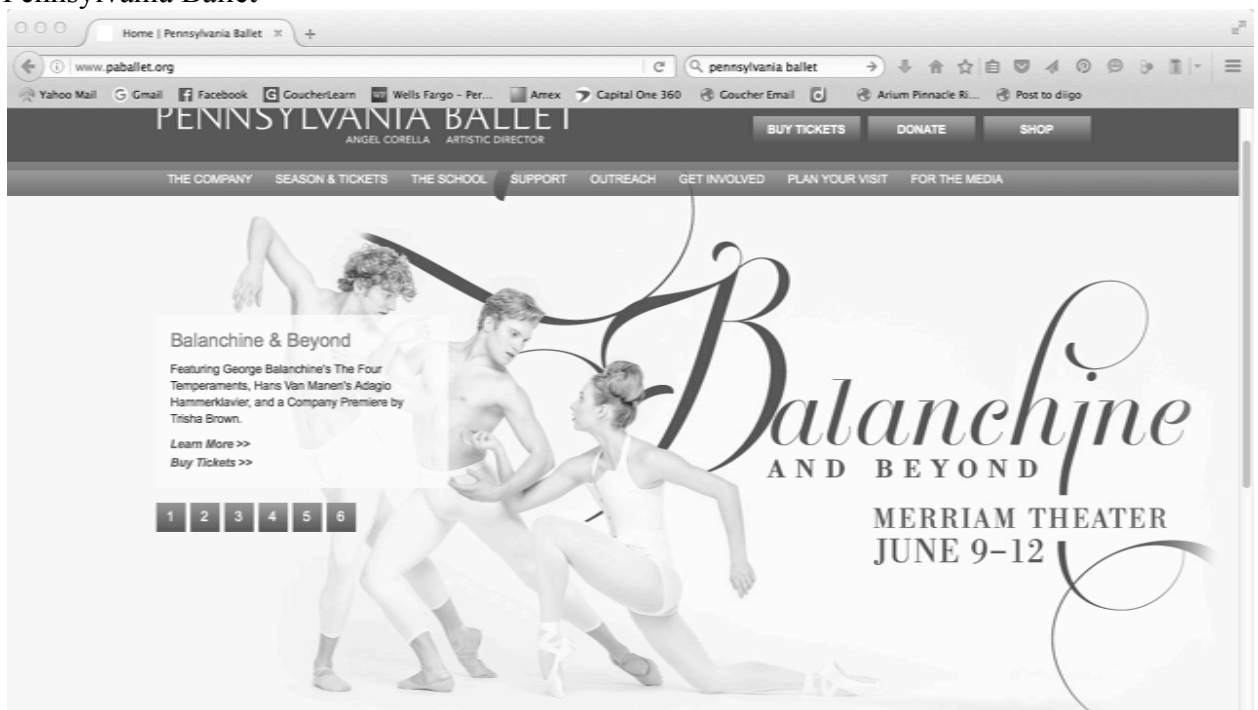 Pennsylvania Ballet
Home | Pennsylvania Ballet
www.paballet.org
pennsylvania ballet
Yahoo Mail Gmail Facebook GoucherLearn Wells Fargo – Per... Amex Capital One 360 Goucher Email Arium Pinnacle Ri... Post to diigo
PENNSYLVANIA BALLET
ANGEL CORELLA ARTISTIC DIRECTOR
BUY TICKETS DONATE SHOP
THE COMPANY SEASON & TICKETS THE SCHOOL SUPPORT OUTREACH GET INVOLVED PLAN YOUR VISIT FOR THE MEDIA
Balanchine & Beyond
Featuring George Balanchine's The Four
Temperaments, Hans Van Manen's Adagio
Hammerklavier, and a Company Premiere by
Trisha Brown.
Learn More >>
Buy Tickets >>
1 2 3 4 5 6
Balanchine
AND BEYOND
MERRIAM THEATER
JUNE 9–12